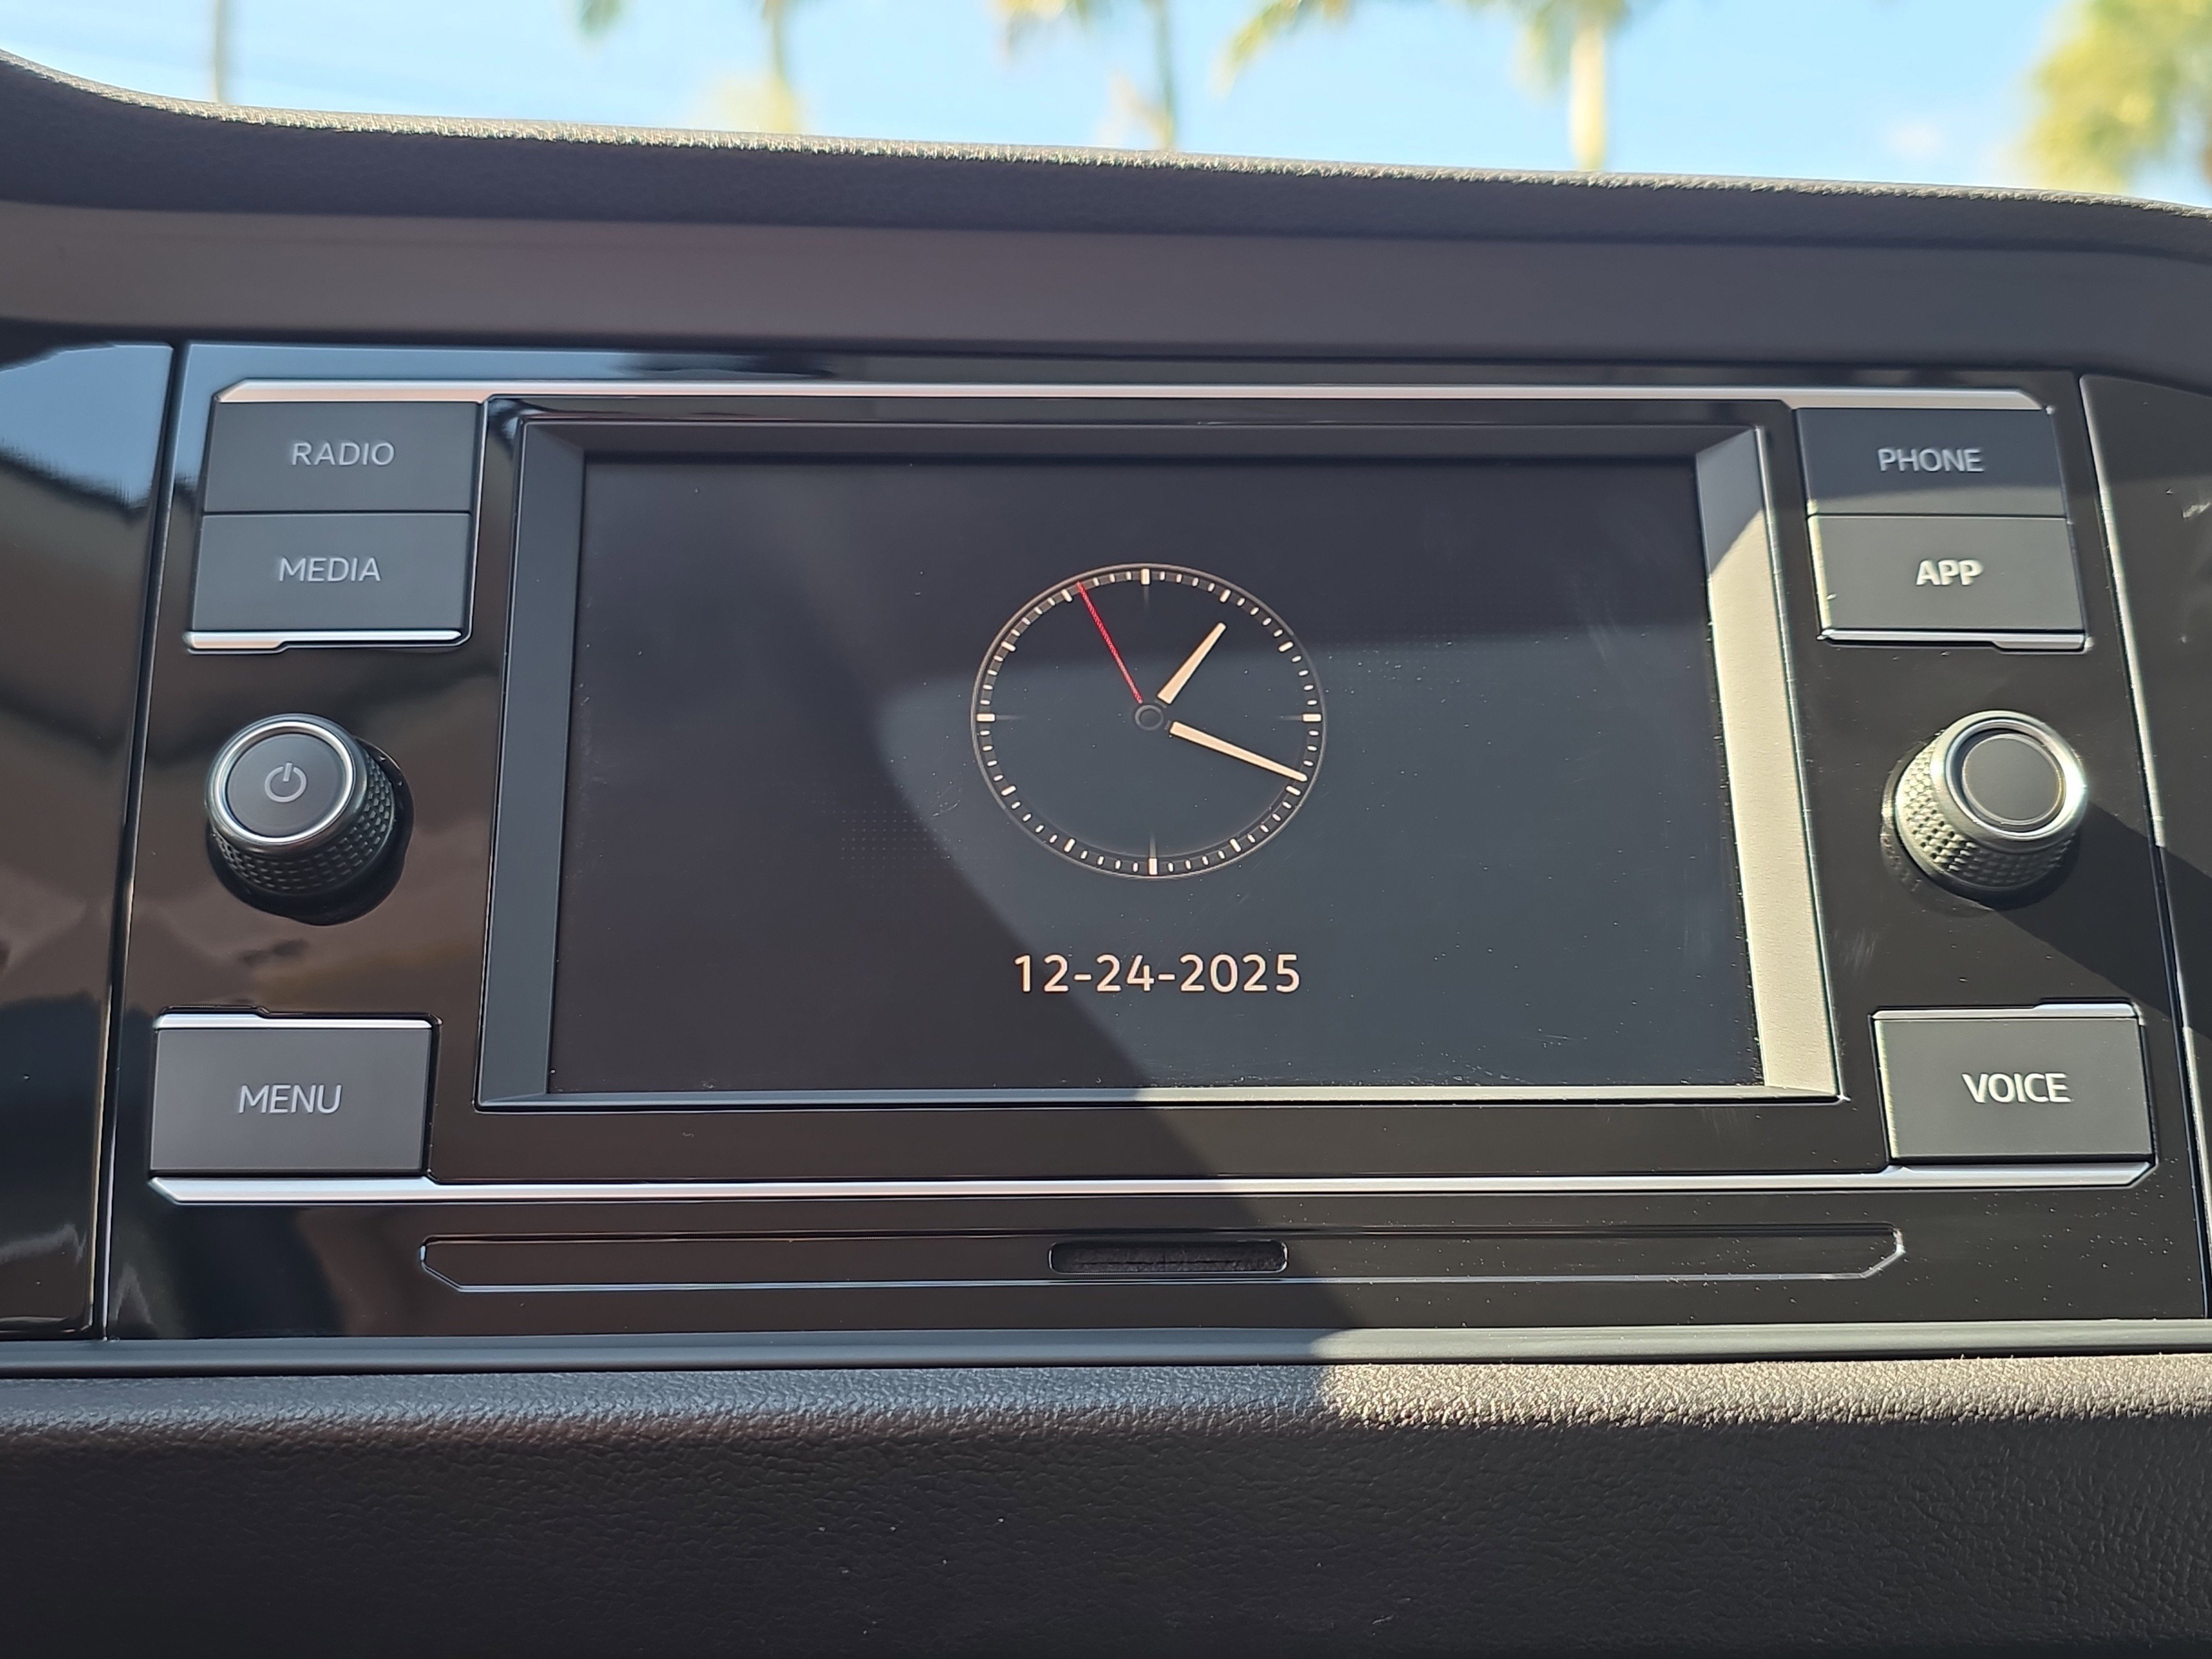 RADIO
PHONE
MEDIA
APP
12-24-2025
MENU
VOICE